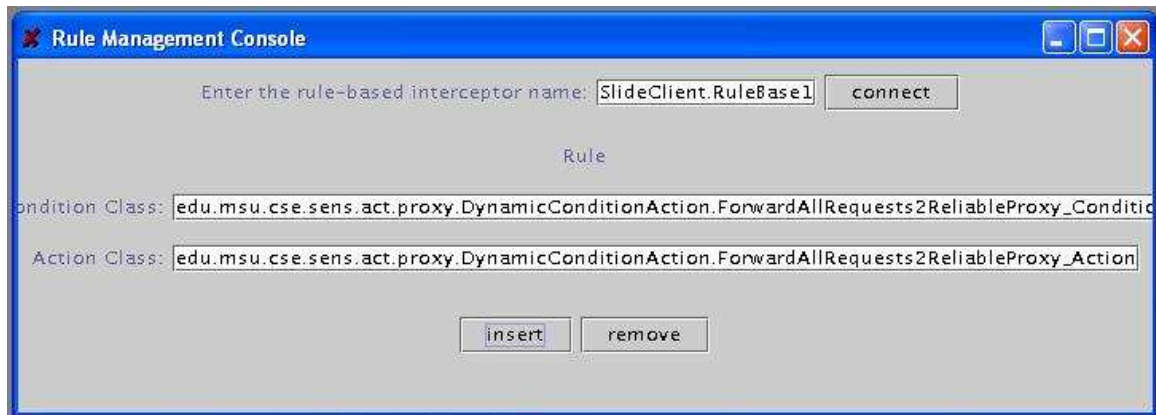 Rule Management Console
Enter the rule-based interceptor name: SlideClient.RuleBase1 connect
Rule
ondition Class: edu.msu.cse.sens.act.proxy.DynamicConditionAction.ForwardAllRequests2ReliableProxy_Conditio
Action Class: edu.msu.cse.sens.act.proxy.DynamicConditionAction.ForwardAllRequests2ReliableProxy_Action
insert remove